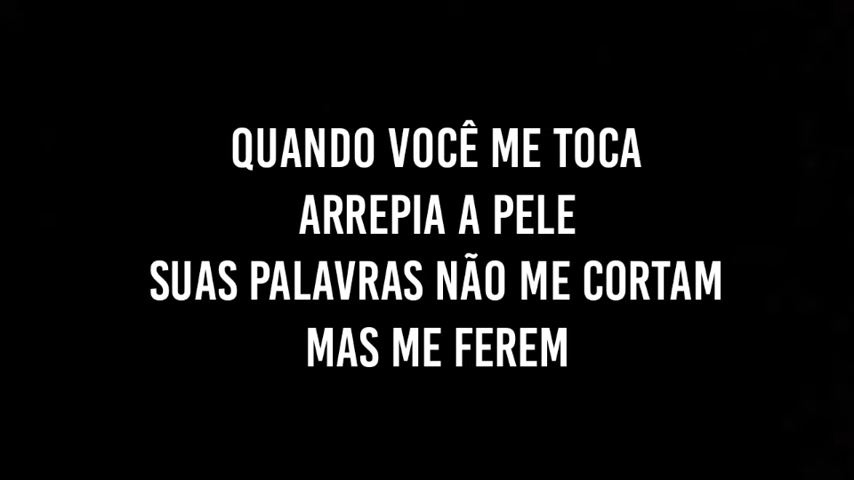 QUANDO VOCÊ ME TOCA
ARREPIA A PELE
SUAS PALAVRAS NÃO ME CORTAM
MAS ME FEREM